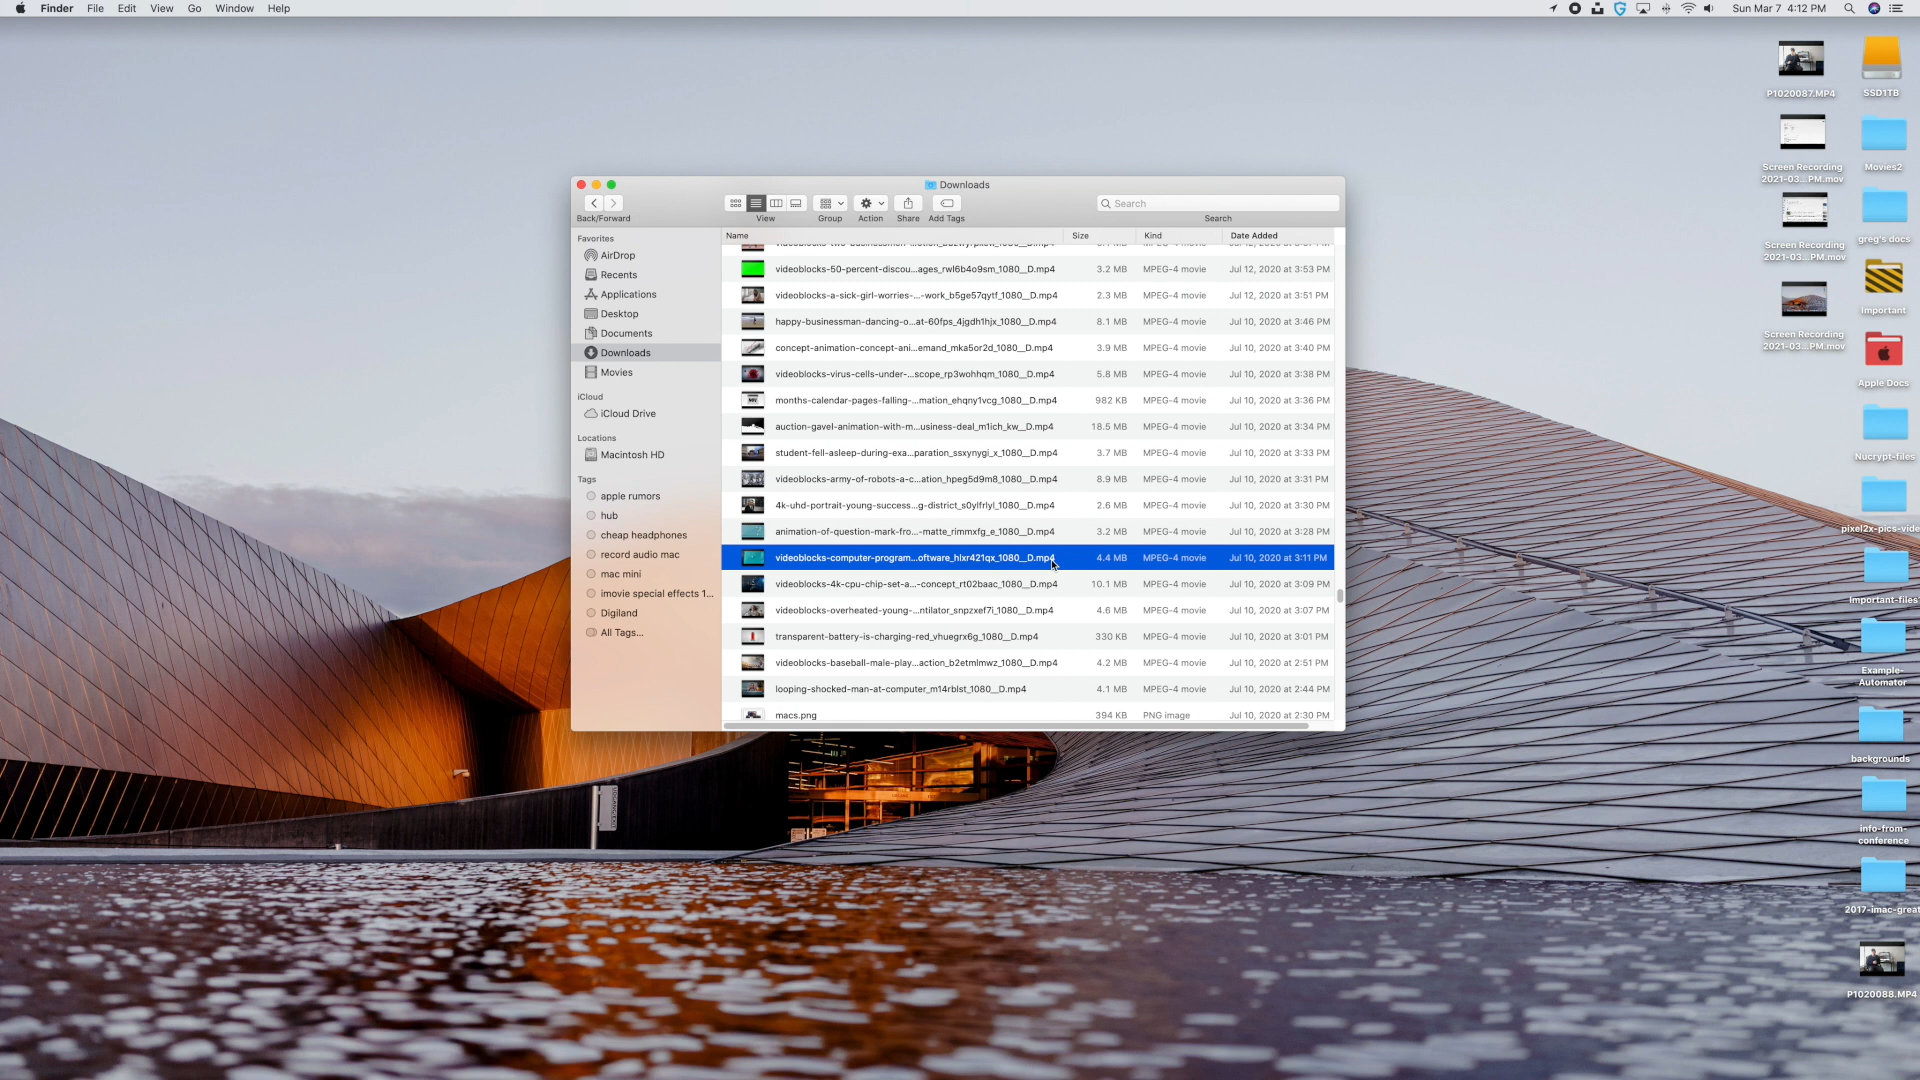 Finder File Edit View Go Window Help
Sun Mar 7 4:12 PM
Downloads
Back/Forward
View
Group
Action
Share
Add Tags
Search
Search
Favorites
AirDrop
Recents
Applications
Desktop
Documents
Downloads
Movies
iCloud
iCloud Drive
Locations
Macintosh HD
Tags
apple rumors
hub
cheap headphones
record audio mac
mac mini
imovie special effects 1...
Digiland
All Tags...
Name Size Kind Date Added
videoblocks-50-percent-discou...ages_rwl6b4o9sm_1080__D.mp4 3.2 MB MPEG-4 movie Jul 12, 2020 at 3:53 PM
videoblocks-a-sick-girl-worries-...-work_b5ge57qytf_1080__D.mp4 2.3 MB MPEG-4 movie Jul 12, 2020 at 3:51 PM
happy-businessman-dancing-o...at-60fps_4jgdh1hjx_1080__D.mp4 8.1 MB MPEG-4 movie Jul 10, 2020 at 3:46 PM
concept-animation-concept-ani...emand_mka5or2d_1080__D.mp4 3.9 MB MPEG-4 movie Jul 10, 2020 at 3:40 PM
videoblocks-virus-cells-under-...scope_rp3wohhqm_1080__D.mp4 5.8 MB MPEG-4 movie Jul 10, 2020 at 3:38 PM
months-calendar-pages-falling-...mation_ehqny1vcg_1080__D.mp4 982 KB MPEG-4 movie Jul 10, 2020 at 3:36 PM
auction-gavel-animation-with-m...usiness-deal_m1ich_kw__D.mp4 18.5 MB MPEG-4 movie Jul 10, 2020 at 3:34 PM
student-fell-asleep-during-exa...paration_ssxynygi_x_1080__D.mp4 3.7 MB MPEG-4 movie Jul 10, 2020 at 3:33 PM
videoblocks-army-of-robots-a-c...ation_hpeg5d9m8_1080__D.mp4 8.9 MB MPEG-4 movie Jul 10, 2020 at 3:31 PM
4k-uhd-portrait-young-success...g-district_s0ylfrlyl_1080__D.mp4 2.6 MB MPEG-4 movie Jul 10, 2020 at 3:30 PM
animation-of-question-mark-fro...-matte_rimmxfg_e_1080__D.mp4 3.2 MB MPEG-4 movie Jul 10, 2020 at 3:28 PM
videoblocks-computer-program...oftware_hlxr421qx_1080__D.mp4 4.4 MB MPEG-4 movie Jul 10, 2020 at 3:11 PM
videoblocks-4k-cpu-chip-set-a...-concept_rt02baac_1080__D.mp4 10.1 MB MPEG-4 movie Jul 10, 2020 at 3:09 PM
videoblocks-overheated-young-...ntilator_snpzxef7i_1080__D.mp4 4.6 MB MPEG-4 movie Jul 10, 2020 at 3:07 PM
transparent-battery-is-charging-red_vhuegrx6g_1080__D.mp4 330 KB MPEG-4 movie Jul 10, 2020 at 3:01 PM
videoblocks-baseball-male-play...action_b2etmlmwz_1080__D.mp4 4.2 MB MPEG-4 movie Jul 10, 2020 at 2:51 PM
looping-shocked-man-at-computer_m14rblst_1080__D.mp4 4.1 MB MPEG-4 movie Jul 10, 2020 at 2:44 PM
macs.png 394 KB PNG image Jul 10, 2020 at 2:30 PM
P1020087.MP4
Screen Recording
2021-03...PM.mov
Screen Recording
2021-03...PM.mov
Screen Recording
2021-03...PM.mov
SSD1TB
Movies2
greg's docs
Important
Apple Docs
Nucrypt-files
pixel2x-pics-vide
Important-files
Example-
Automator
backgrounds
info-from-
conference
2017-imac-great
P1020088.MP4